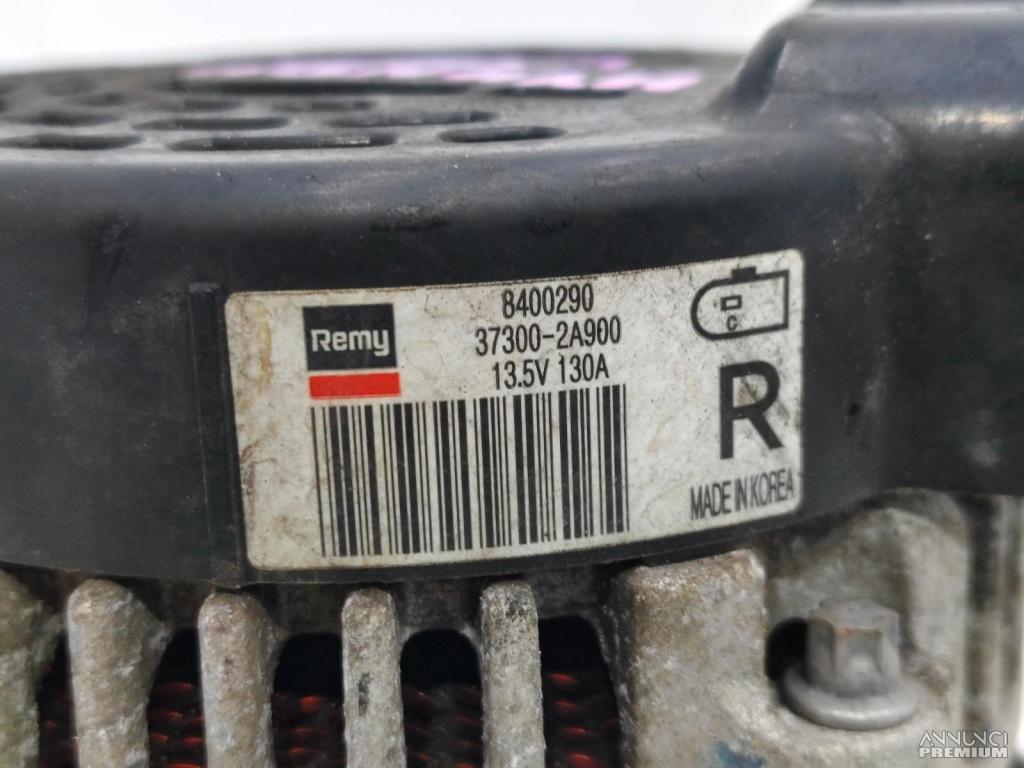 Remy
8400290
37300-2A900
13.5V 130A
C
R
MADE IN KOREA
ANNUNCI
PREMIUM